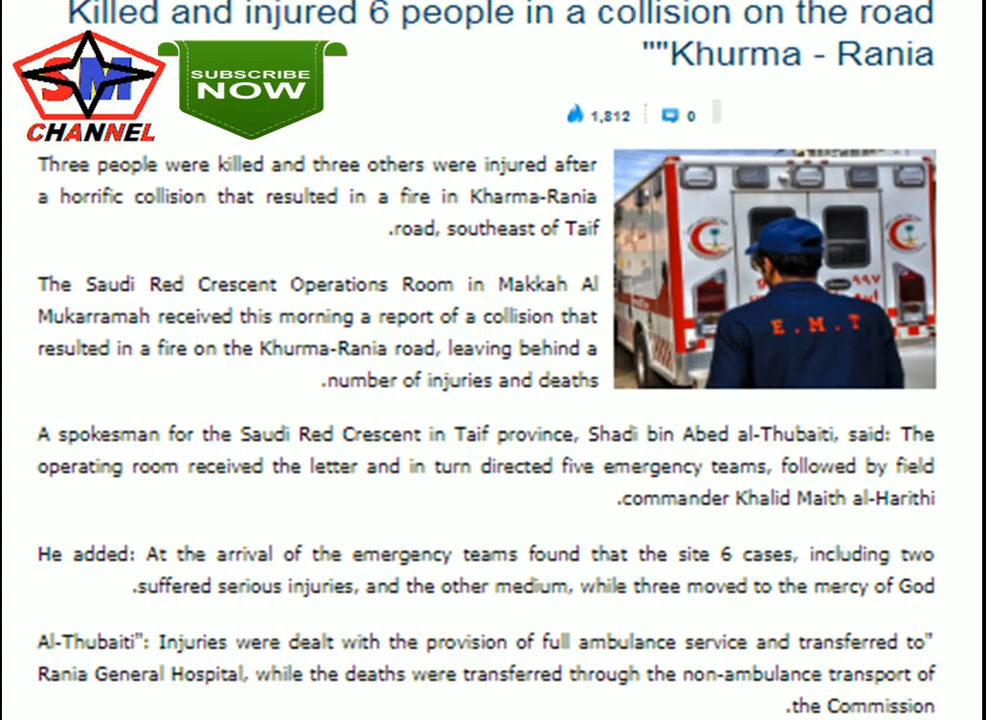 Killed and injured 6 people in a collision on the road
""Khurma - Rania
SM
CHANNEL
SUBSCRIBE
NOW
1,812
0
Three people were killed and three others were injured after
a horrific collision that resulted in a fire in Kharma-Rania
.road, southeast of Taif
E.M.T
The Saudi Red Crescent Operations Room in Makkah Al
Mukarramah received this morning a report of a collision that
resulted in a fire on the Khurma-Rania road, leaving behind a
.number of injuries and deaths
A spokesman for the Saudi Red Crescent in Taif province, Shadi bin Abed al-Thubaiti, said: The
operating room received the letter and in turn directed five emergency teams, followed by field
.commander Khalid Maith al-Harithi
He added: At the arrival of the emergency teams found that the site 6 cases, including two
.suffered serious injuries, and the other medium, while three moved to the mercy of God
Al-Thubaiti": Injuries were dealt with the provision of full ambulance service and transferred to"
Rania General Hospital, while the deaths were transferred through the non-ambulance transport of
.the Commission